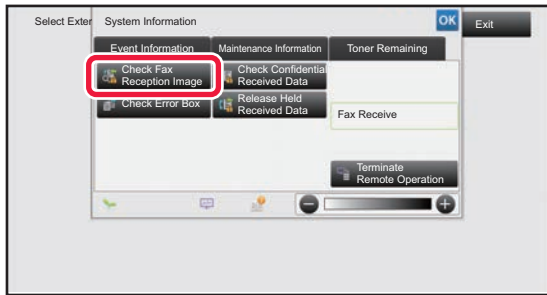 Select Exter
System Information
OK
Exit
Event Information
Maintenance Information
Toner Remaining
Check Fax
Reception Image
Check Confidential
Received Data
Check Error Box
Release Held
Received Data
Fax Receive
Terminate
Remote Operation